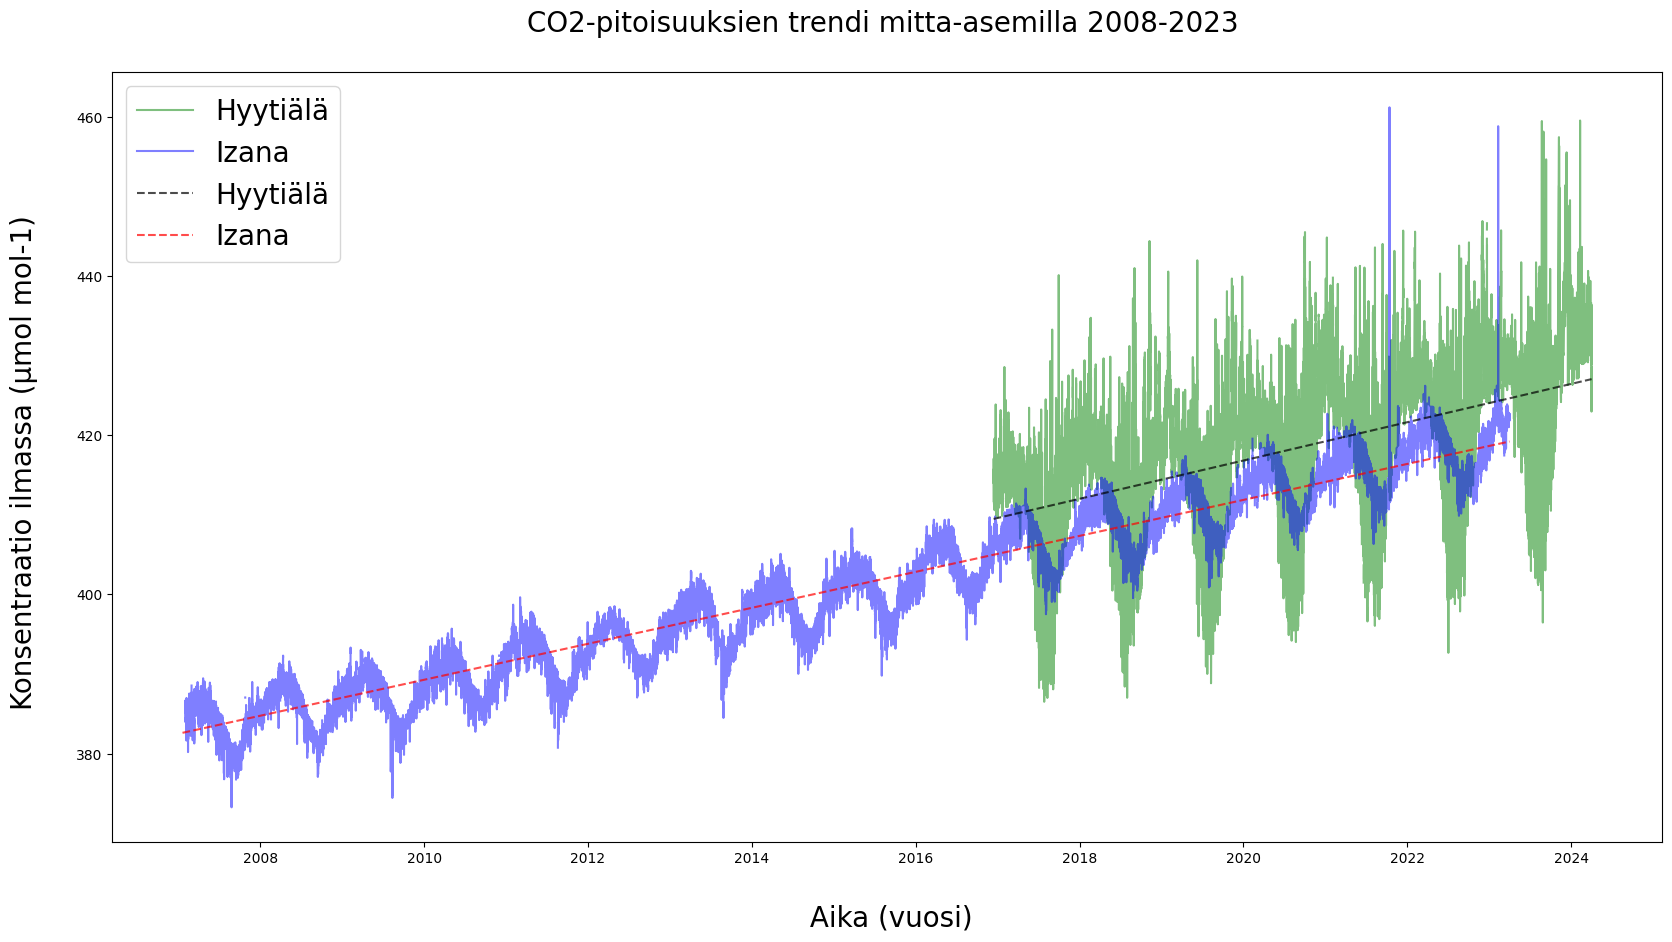 CO2-pitoisuuksien trendi mitta-asemilla 2008-2023
Hyytiälä
Izana
Hyytiälä
Izana
Konsentraatio ilmassa (µmol mol-1)
460
440
420
400
380
2008 2010 2012 2014 2016 2018 2020 2022 2024
Aika (vuosi)